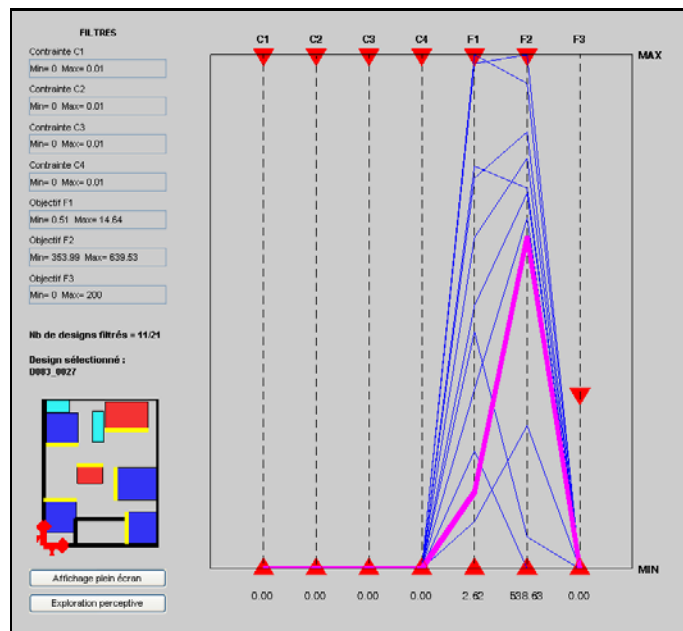 FILTRES
Contrainte C1
Min= 0 Max= 0.01
Contrainte C2
Min= 0 Max= 0.01
Contrainte C3
Min= 0 Max= 0.01
Contrainte C4
Min= 0 Max= 0.01
Objectif F1
Min= 0.51 Max= 14.64
Objectif F2
Min= 353.99 Max= 639.53
Objectif F3
Min= 0 Max= 200
Nb de designs filtrés = 11/21
Design sélectionné :
D083_0027
Affichage plein écran
Exploration perceptive
C1 C2 C3 C4 F1 F2 F3
MAX
MIN
0.00 0.00 0.00 0.00 2.62 538.63 0.00